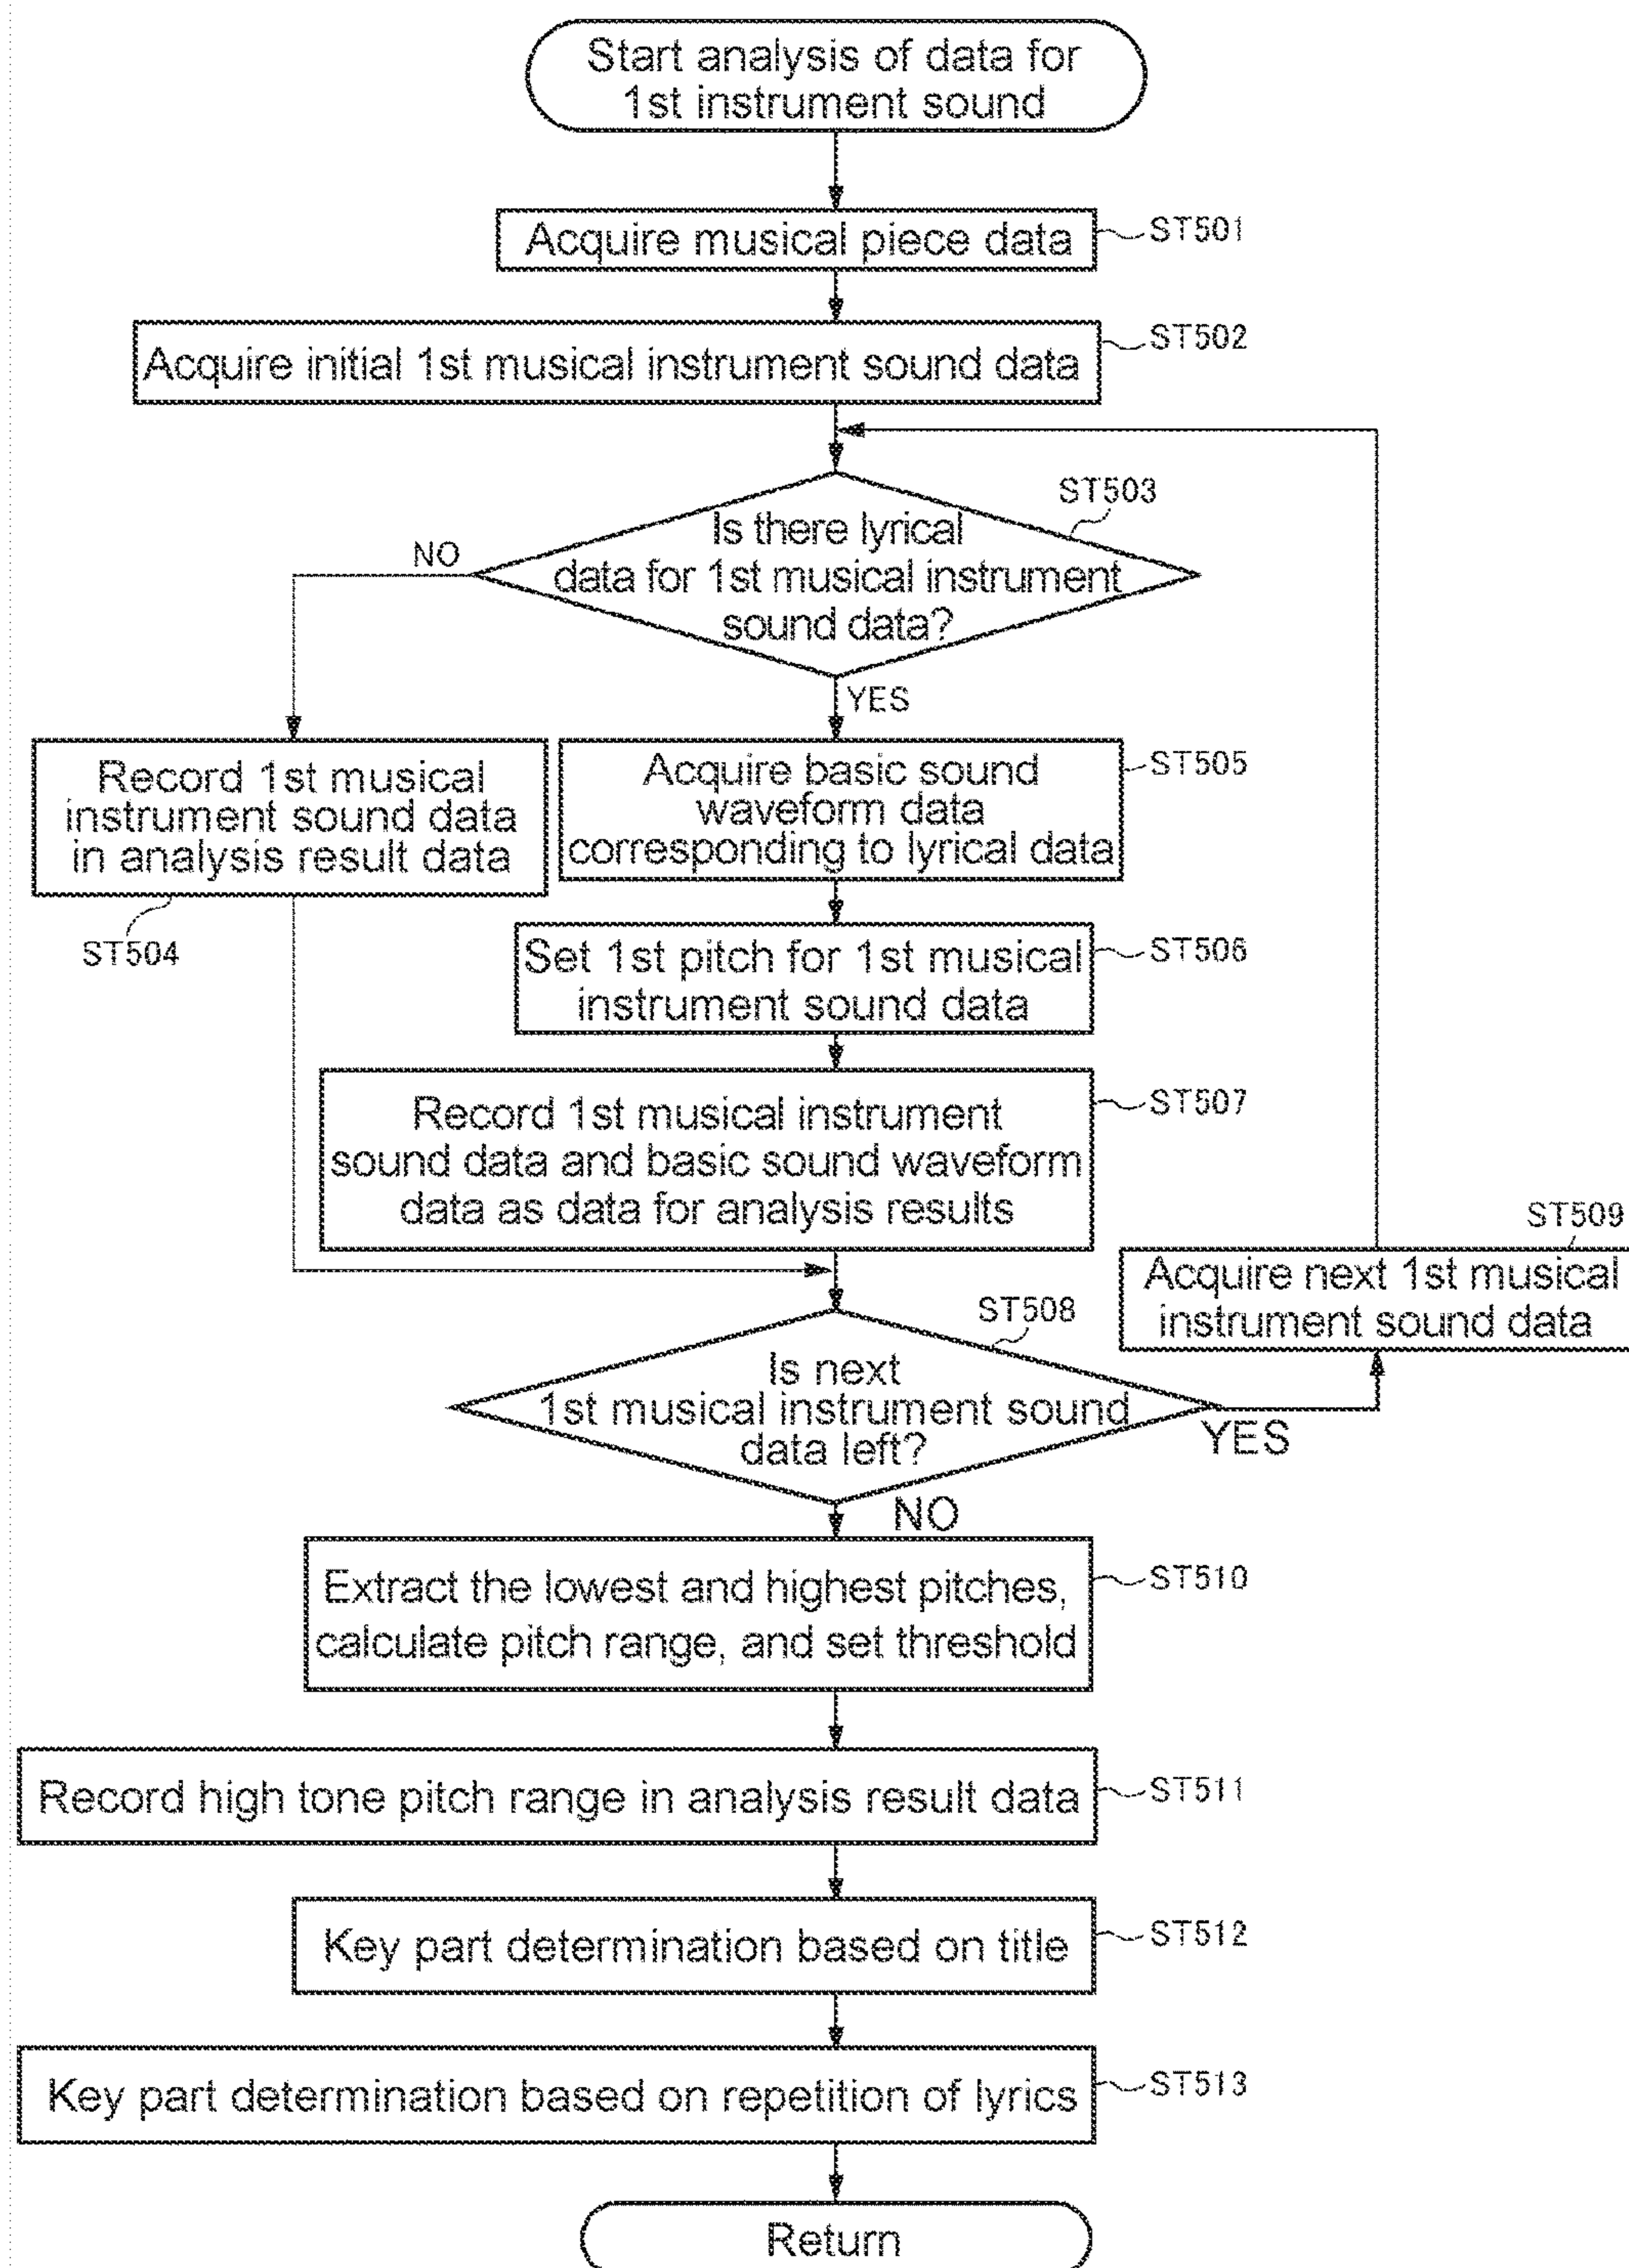 Start analysis of data for
1st instrument sound
Acquire musical piece data
ST501
Acquire initial 1st musical instrument sound data
ST502
ST503
Is there lyrical
data for 1st musical instrument
sound data?
NO
YES
Record 1st musical
instrument sound data
in analysis result data
ST504
Acquire basic sound
waveform data
corresponding to lyrical data
ST505
Set 1st pitch for 1st musical
instrument sound data
ST506
Record 1st musical instrument
sound data and basic sound waveform
data as data for analysis results
ST507
ST509
Acquire next 1st musical
instrument sound data
ST508
Is next
1st musical instrument sound
data left?
YES
NO
Extract the lowest and highest pitches,
calculate pitch range, and set threshold
ST510
Record high tone pitch range in analysis result data
ST511
Key part determination based on title
ST512
Key part determination based on repetition of lyrics
ST513
Return